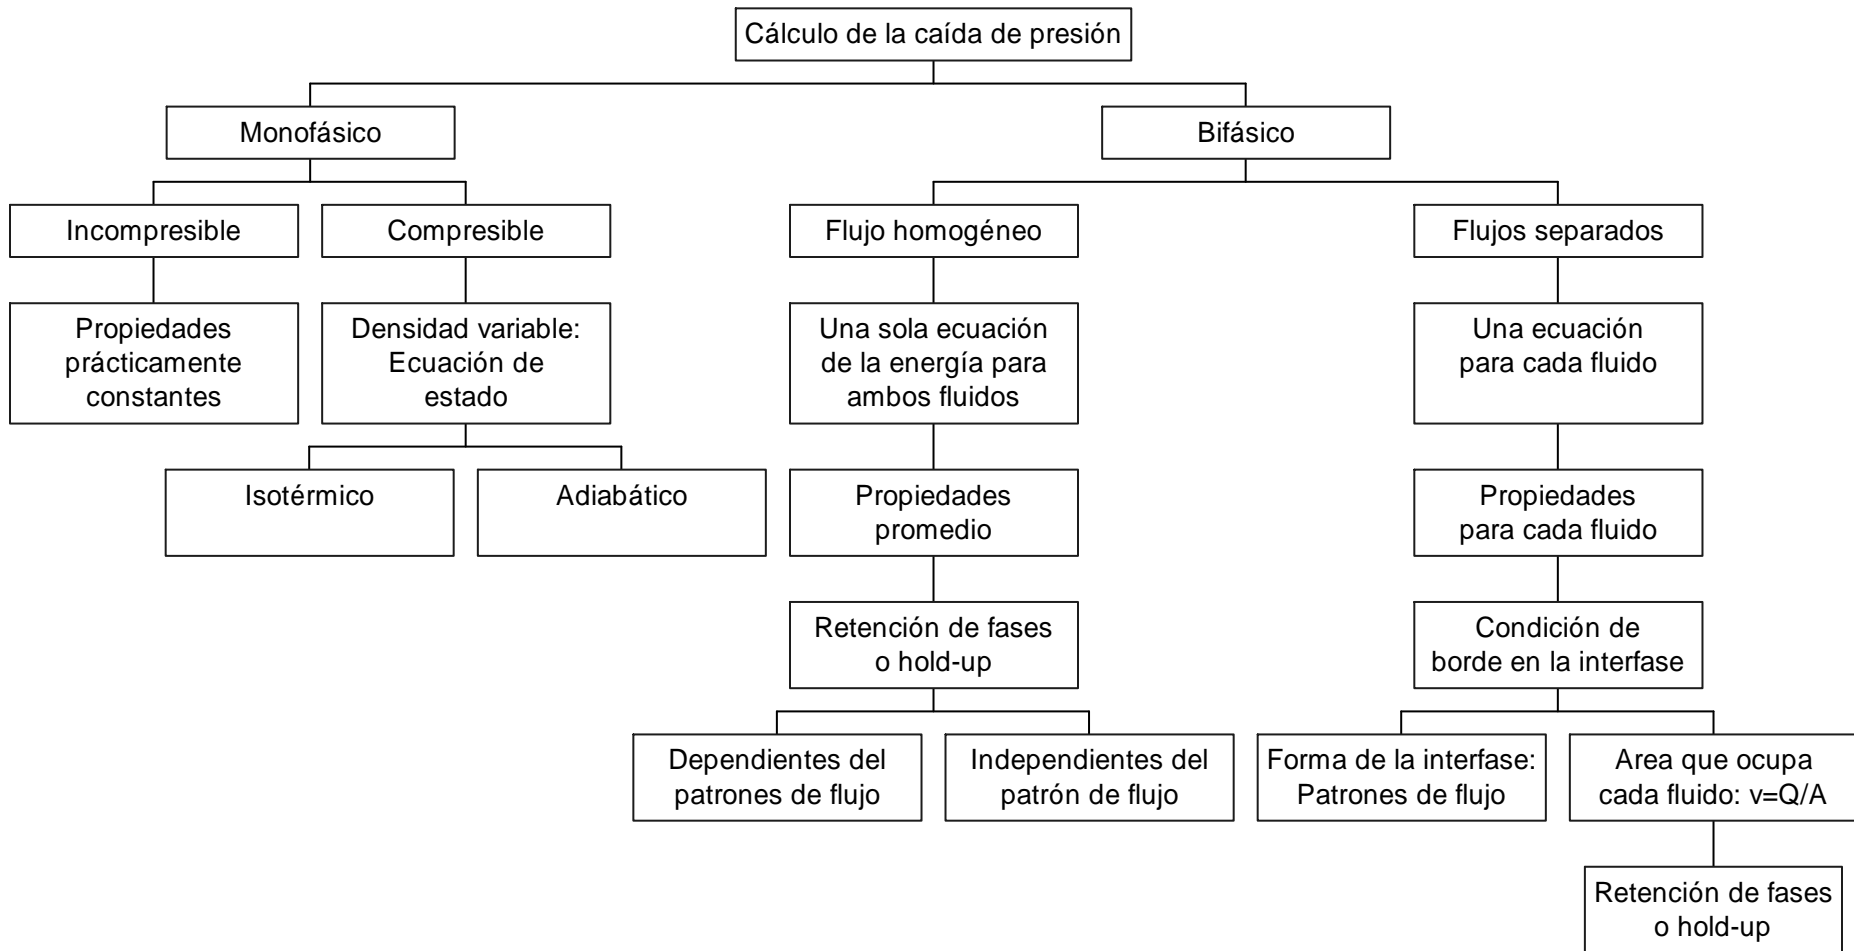 Cálculo de la caída de presión
Monofásico
Bifásico
Incompresible
Compresible
Flujo homogéneo
Flujos separados
Propiedades
prácticamente
constantes
Densidad variable:
Ecuación de
estado
Una sola ecuación
de la energía para
ambos fluidos
Una ecuación
para cada fluido
Isotérmico
Adiabático
Propiedades
promedio
Propiedades
para cada fluido
Retención de fases
o hold-up
Condición de
borde en la interfase
Dependientes del
patrones de flujo
Independientes del
patrón de flujo
Forma de la interfase:
Patrones de flujo
Area que ocupa
cada fluido: v=Q/A
Retención de fases
o hold-up